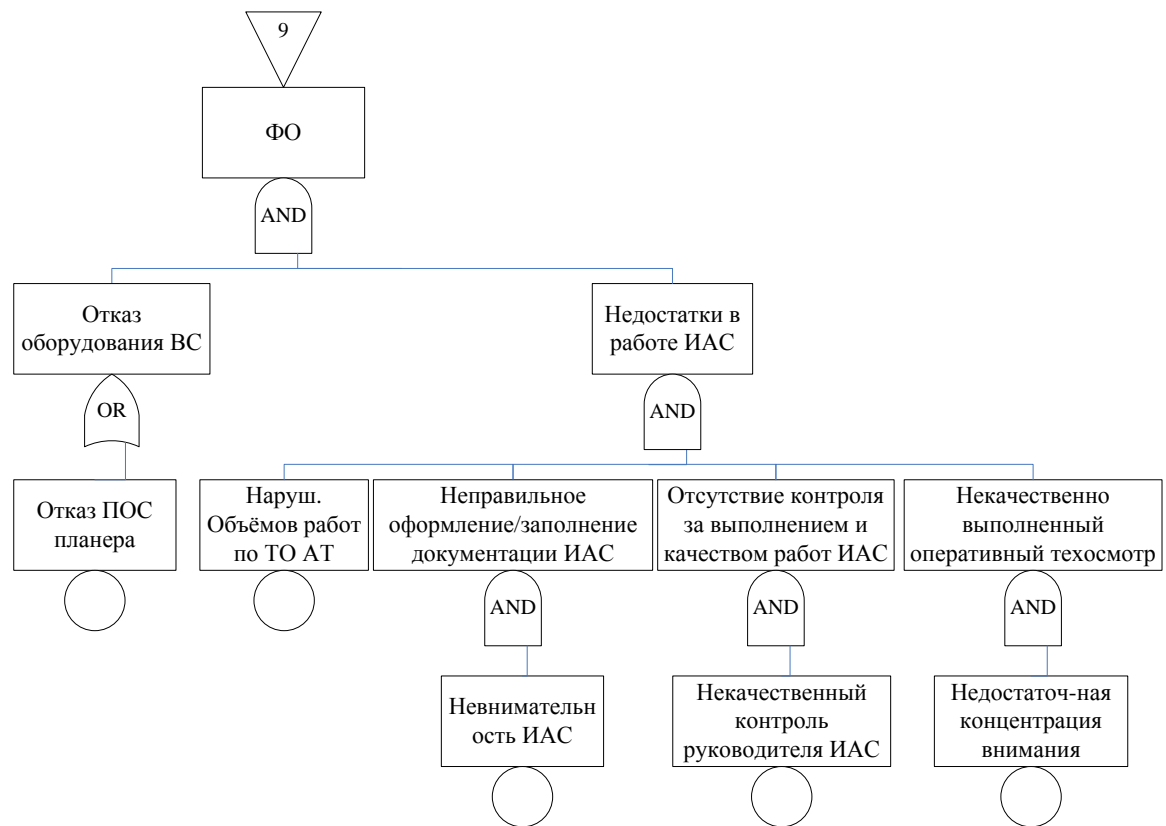 9
ФО
AND
Отказ
оборудования ВС
Недостатки в
работе ИАС
OR
AND
Отказ ПОС
планера
Наруш.
Объёмов работ
по ТО АТ
Неправильное
оформление/заполнение
документации ИАС
Отсутствие контроля
за выполнением и
качеством работ ИАС
Некачественно
выполненный
оперативный техосмотр
AND
AND
AND
Невнимательн
ость ИАС
Некачественный
контроль
руководителя ИАС
Недостаточ-ная
концентрация
внимания